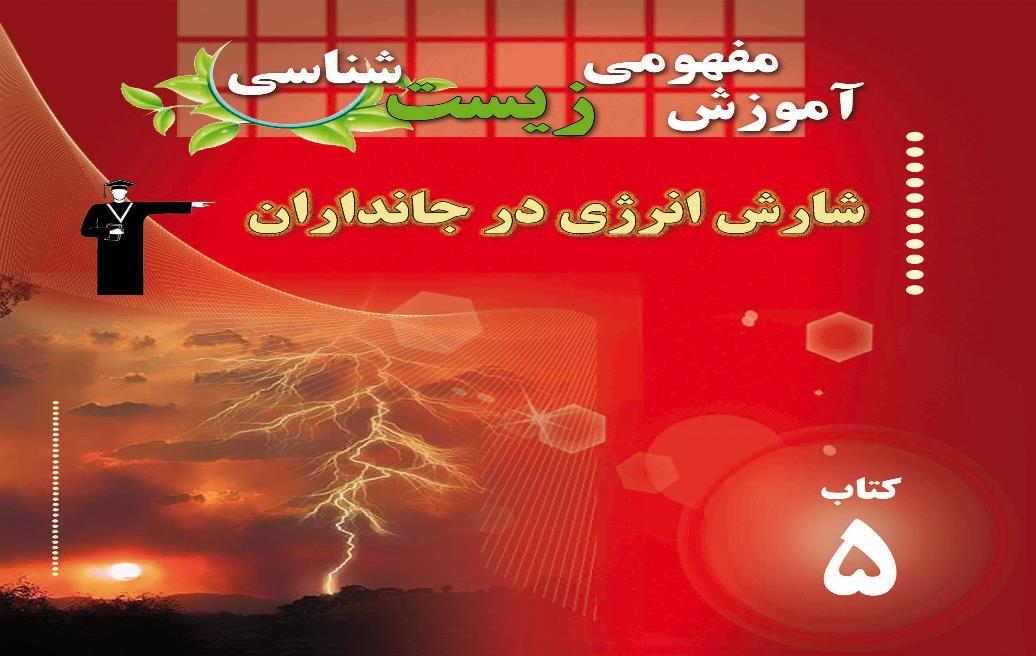 آموزش مفهومی زیست شناسی
شارش انرژی در جانداران
کتاب
۵